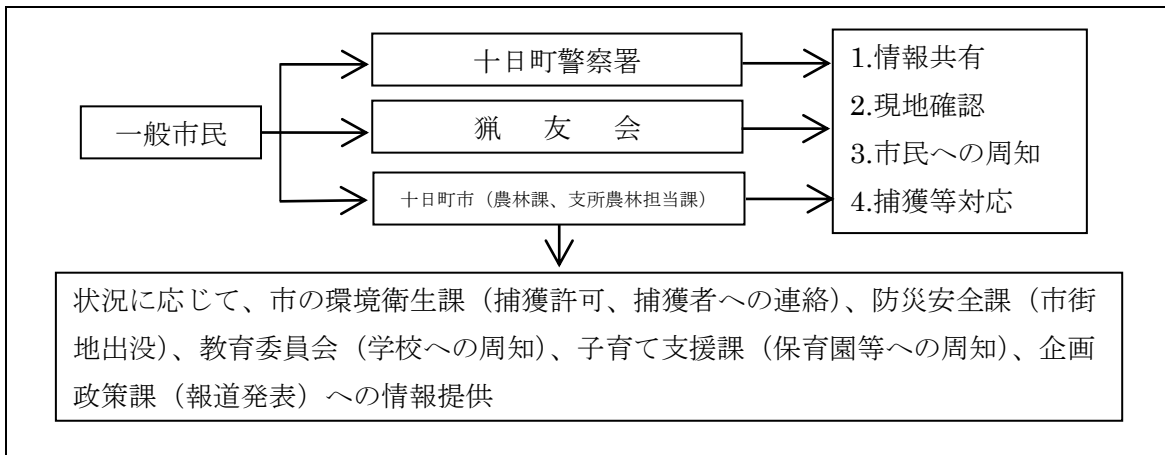 一般市民
十日町警察署
猟　友　会
十日町市（農林課、支所農林担当課）
1.情報共有
2.現地確認
3.市民への周知
4.捕獲等対応
状況に応じて、市の環境衛生課（捕獲許可、捕獲者への連絡）、防災安全課（市街
地出没）、教育委員会（学校への周知）、子育て支援課（保育園等への周知）、企画
政策課（報道発表）への情報提供